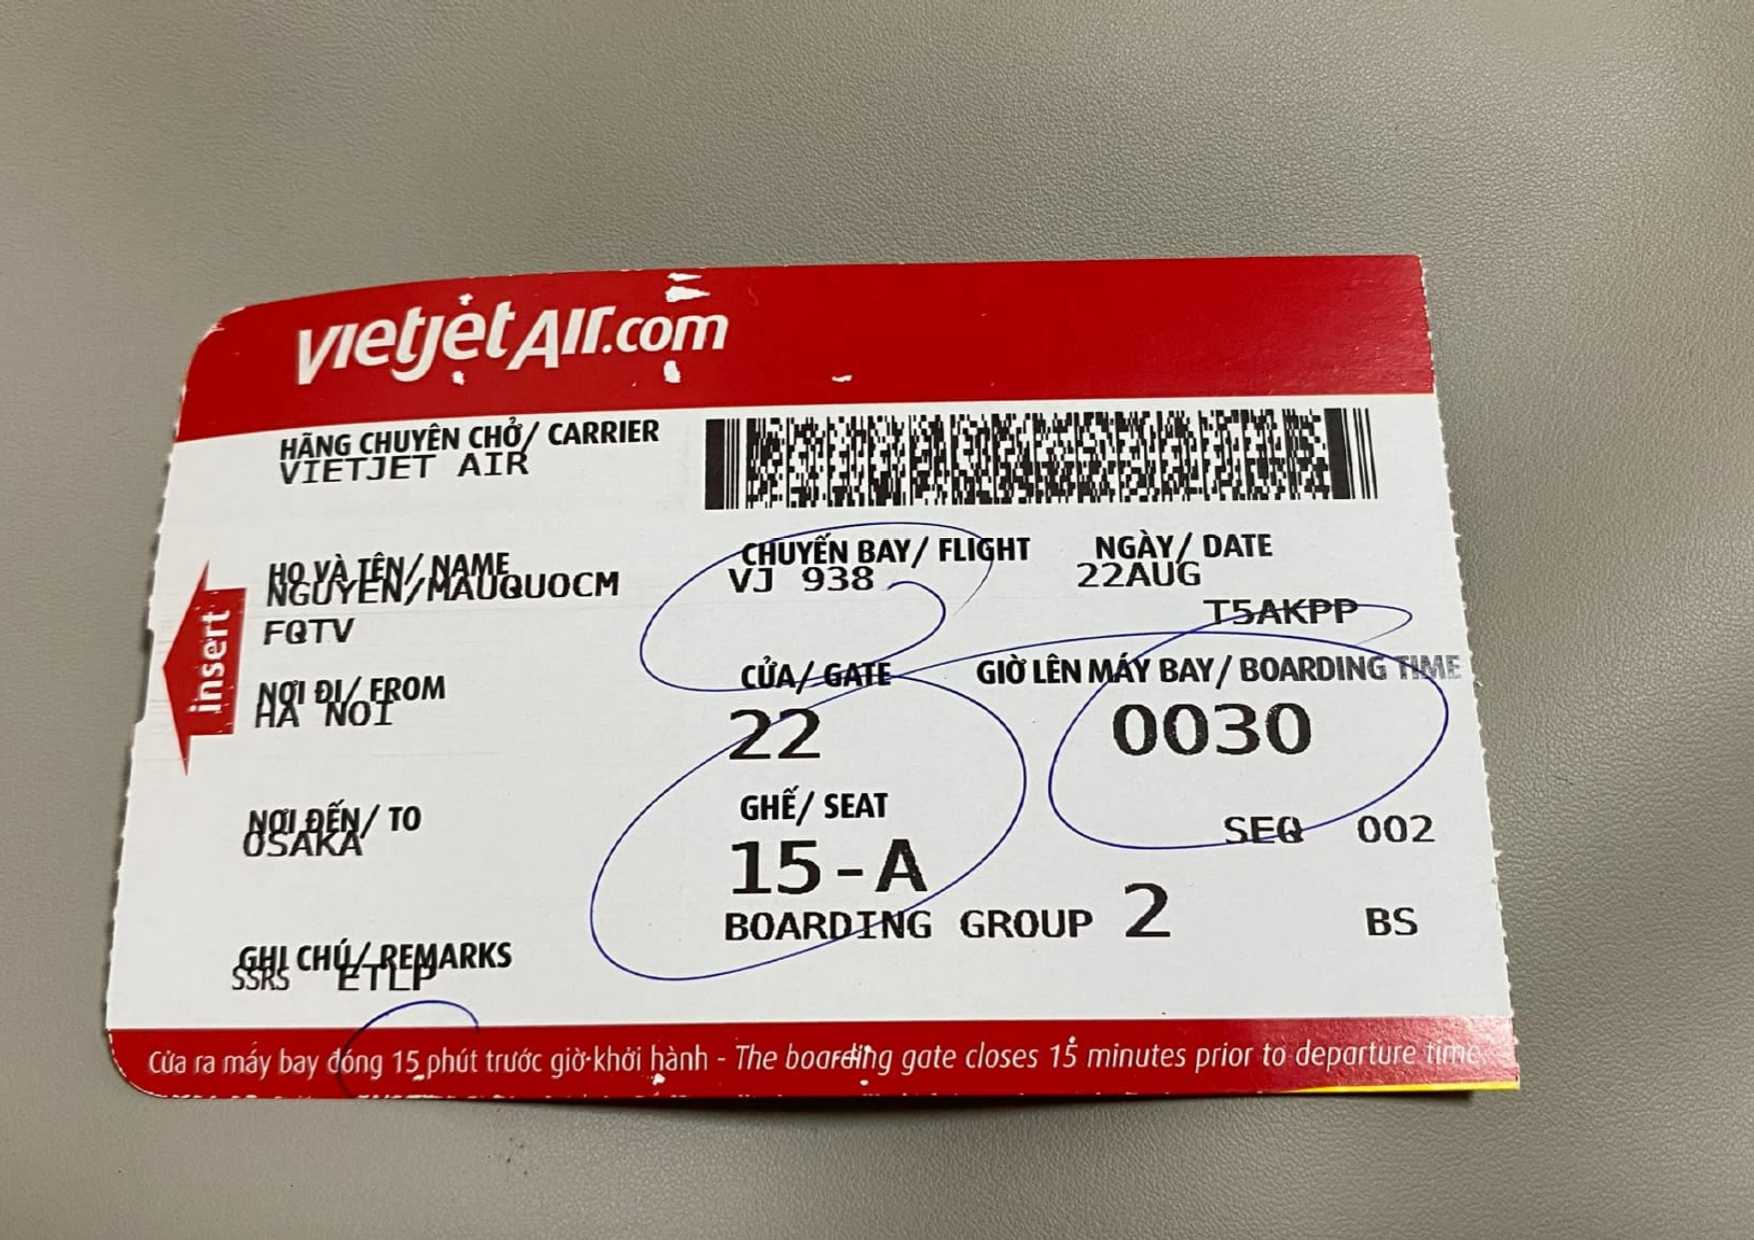 vietjetAir.com
HÃNG CHUYÊN CHỞ/ CARRIER
VIETJET AIR
HỌ VÀ TÊN/ NAME
NGUYEN/MAUQUOCM
FQTV
NƠI ĐI/ FROM
HA NOI
NƠI ĐẾN/ TO
OSAKA
GHI CHÚ/ REMARKS
SSRS ETLP
insert
CHUYẾN BAY/ FLIGHT NGÀY/ DATE
VJ 938 22AUG
T5AKPP
CỬA/ GATE GIỜ LÊN MÁY BAY/ BOARDING TIME
22 0030
GHẾ/ SEAT
SEQ 002
15-A
BOARDING GROUP 2 BS
Cửa ra máy bay đóng 15 phút trước giờ khởi hành - The boarding gate closes 15 minutes prior to departure time.